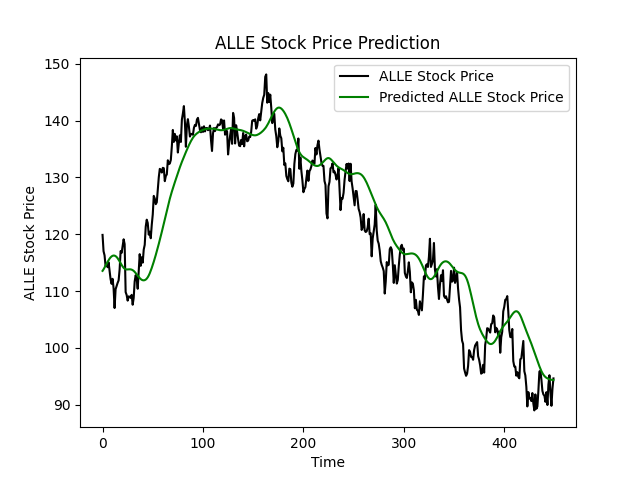 ALLE Stock Price Prediction
ALLE Stock Price
Predicted ALLE Stock Price
150
140
130
120
110
100
90
ALLE Stock Price
0 100 200 300 400
Time